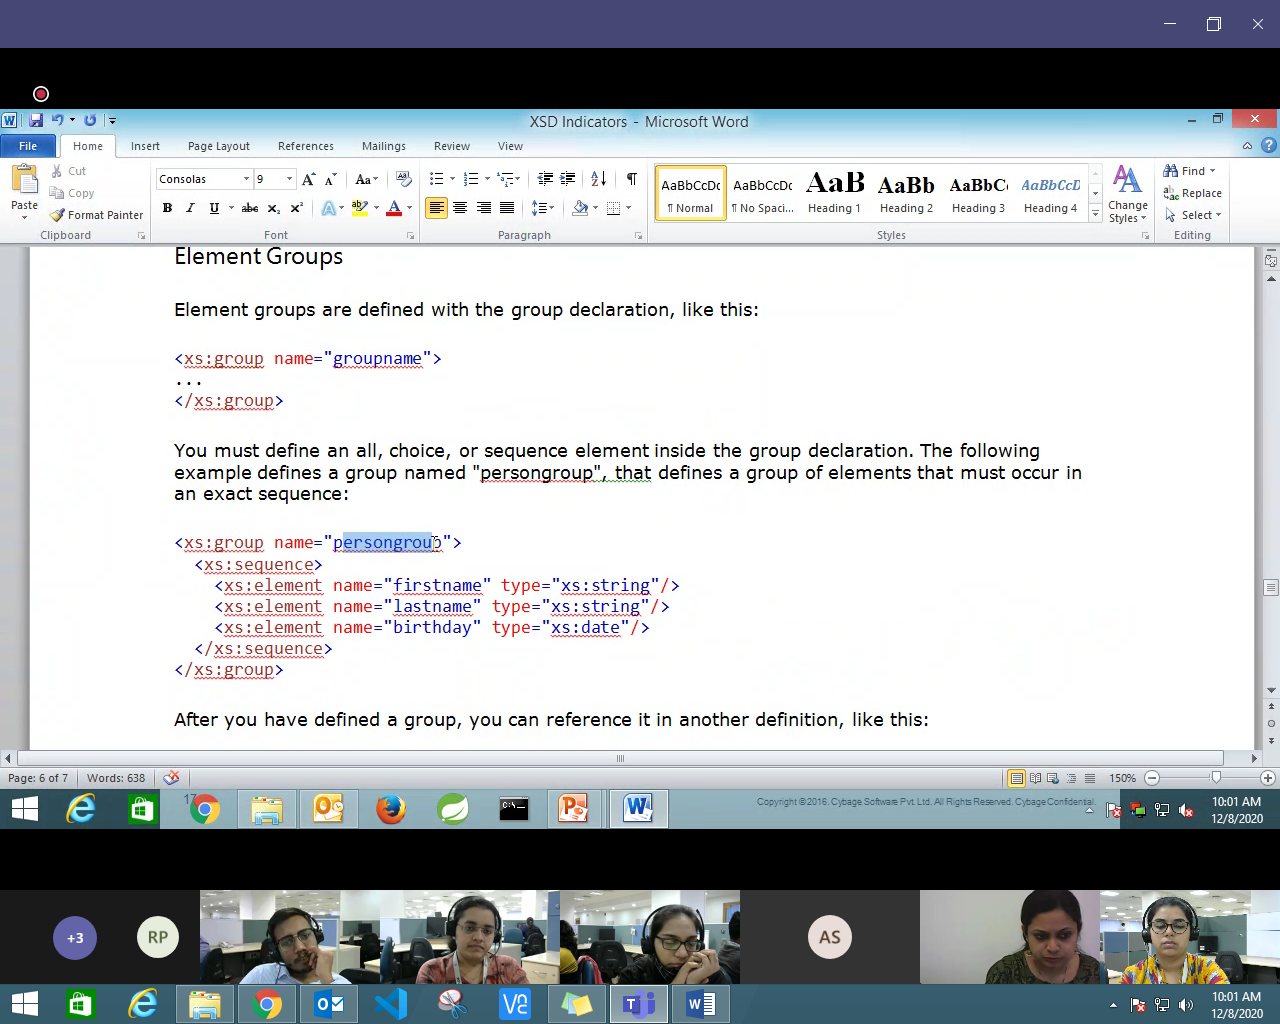 XSD Indicators - Microsoft Word
File Home Insert Page Layout References Mailings Review View
Paste
Cut
Copy
Format Painter
Clipboard
Consolas 9
B I U abc x₂ x²
Font
Paragraph
AaBbCcDc AaBbCcDc AaB AaBb AaBbC AaBbCcD
¶ Normal ¶ No Spaci... Heading 1 Heading 2 Heading 3 Heading 4
Change Styles
Styles
Find
Replace
Select
Editing
Element Groups
Element groups are defined with the group declaration, like this:
<xs:group name="groupname">
...
</xs:group>
You must define an all, choice, or sequence element inside the group declaration. The following
example defines a group named "persongroup", that defines a group of elements that must occur in
an exact sequence:
<xs:group name="persongroup">
<xs:sequence>
<xs:element name="firstname" type="xs:string"/>
<xs:element name="lastname" type="xs:string"/>
<xs:element name="birthday" type="xs:date"/>
</xs:sequence>
</xs:group>
After you have defined a group, you can reference it in another definition, like this:
Page: 6 of 7 Words: 638 150%
17
Copyright ©2016. Cybage Software Pvt. Ltd. All Rights Reserved. Cybage Confidential.
10:01 AM
12/8/2020
+3 RP AS
10:01 AM
12/8/2020